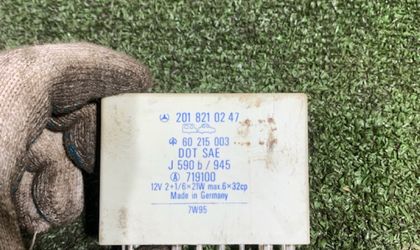 201 821 02 47
60 215 003
DOT SAE
J 590 b / 945
A 719100
12V 2+1/6×21W max.6×32cp
Made in Germany
7W95